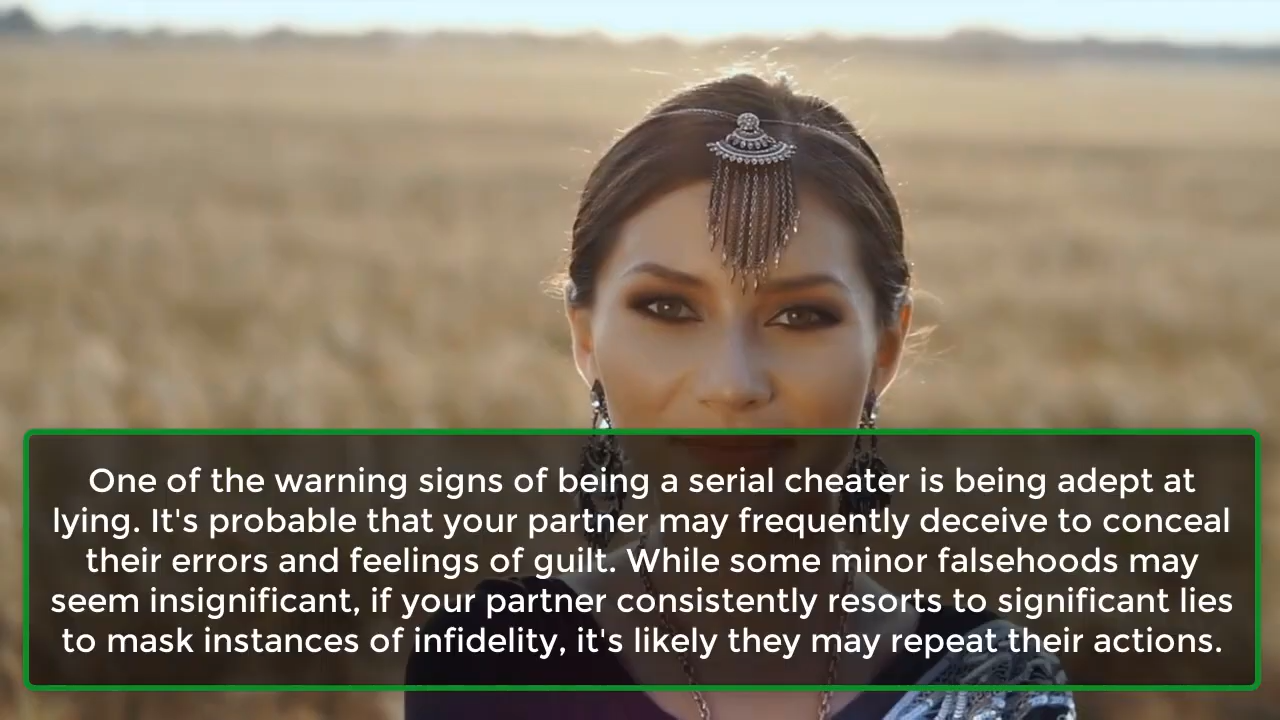 One of the warning signs of being a serial cheater is being adept at
lying. It's probable that your partner may frequently deceive to conceal
their errors and feelings of guilt. While some minor falsehoods may
seem insignificant, if your partner consistently resorts to significant lies
to mask instances of infidelity, it's likely they may repeat their actions.